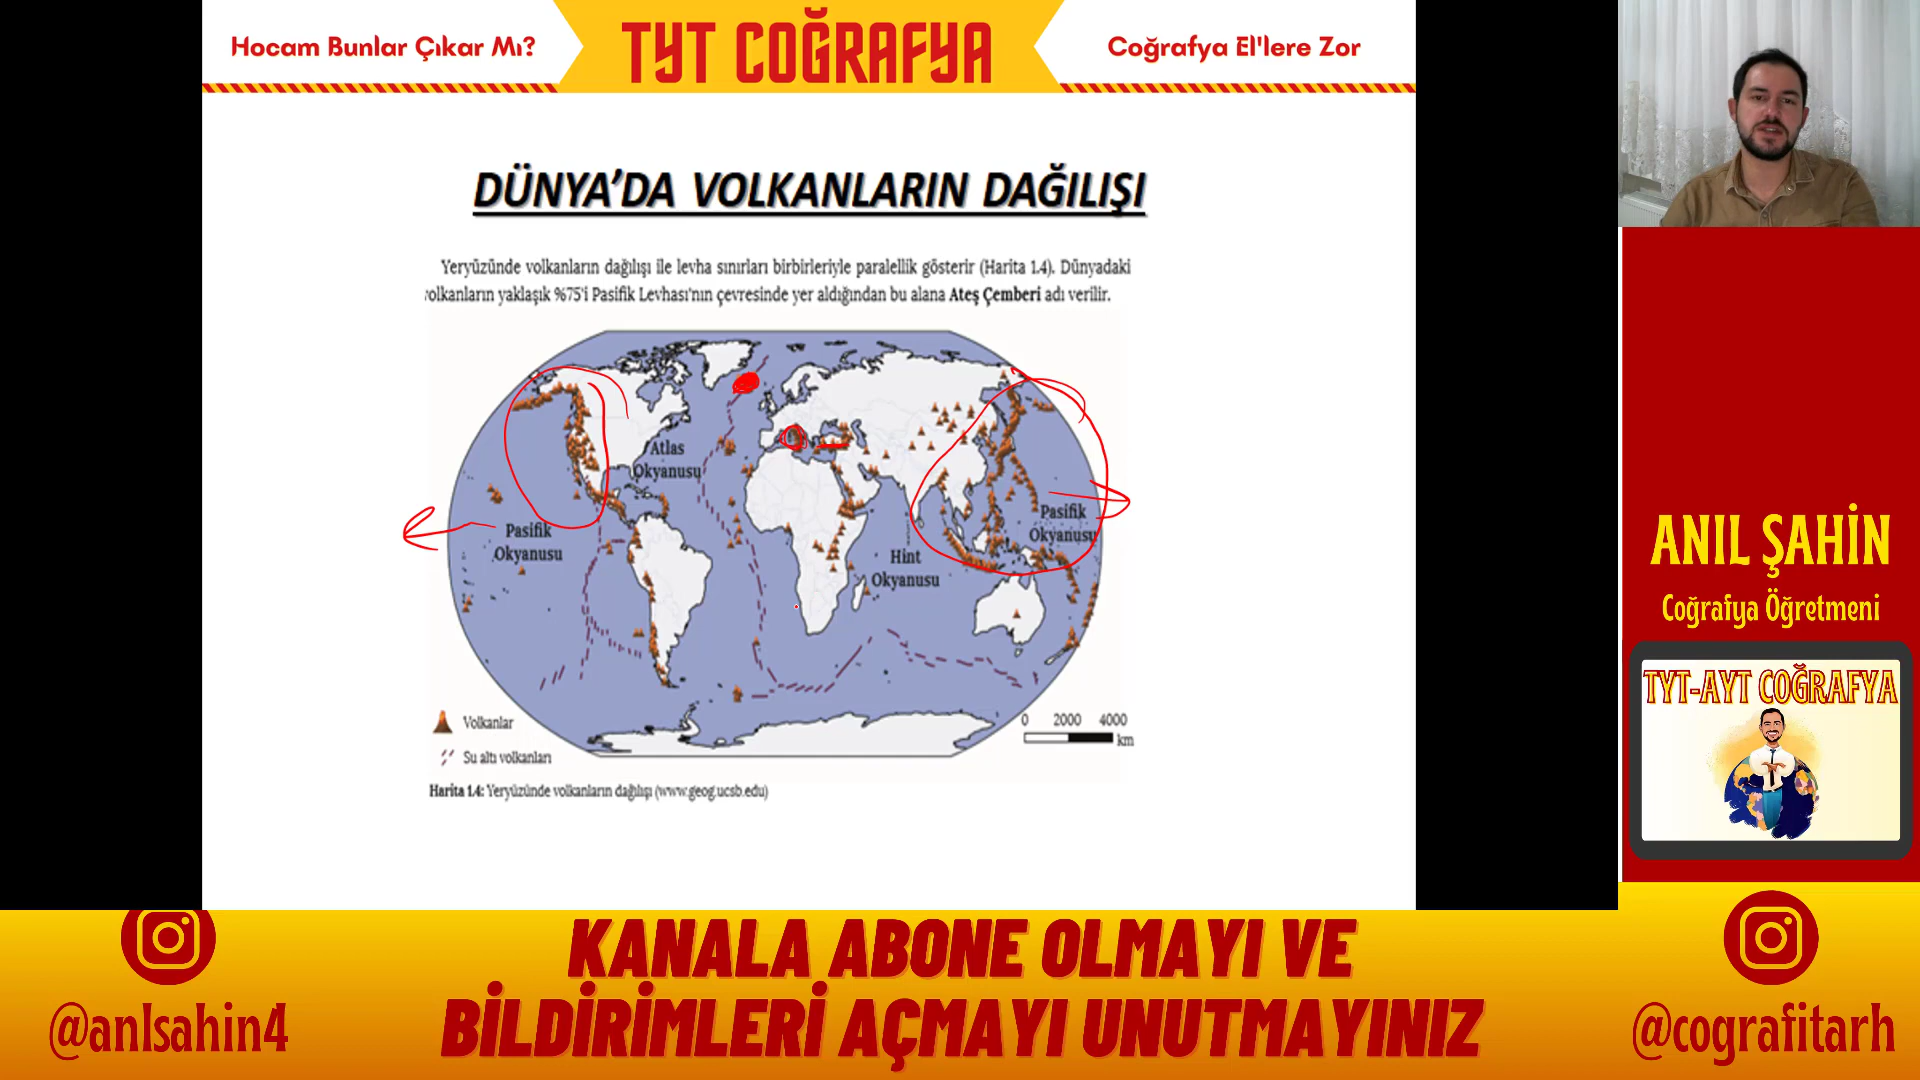 Hocam Bunlar Çıkar Mı?
TYT COĞRAFYA
Coğrafya El'lere Zor
DÜNYA'DA VOLKANLARIN DAĞILIŞI
Yeryüzünde volkanların dağılışı ile levha sınırları birbirleriyle paralellik gösterir (Harita 1.4). Dünyadaki
volkanların yaklaşık %75'i Pasifik Levhası'nın çevresinde yer aldığından bu alana Ateş Çemberi adı verilir.
Atlas
Okyanusu
Pasifik
Okyanusu
Hint
Okyanusu
Pasifik
Okyanusu
Volkanlar
Su altı volkanları
0 2000 4000
km
Harita 1.4: Yeryüzünde volkanların dağılışı (www.geog.ucsb.edu)
ANIL ŞAHİN
Coğrafya Öğretmeni
TYT-AYT COĞRAFYA
KANALA ABONE OLMAYI VE
BİLDİRİMLERİ AÇMAYI UNUTMAYINIZ
@anlsahin4
@cografitarh